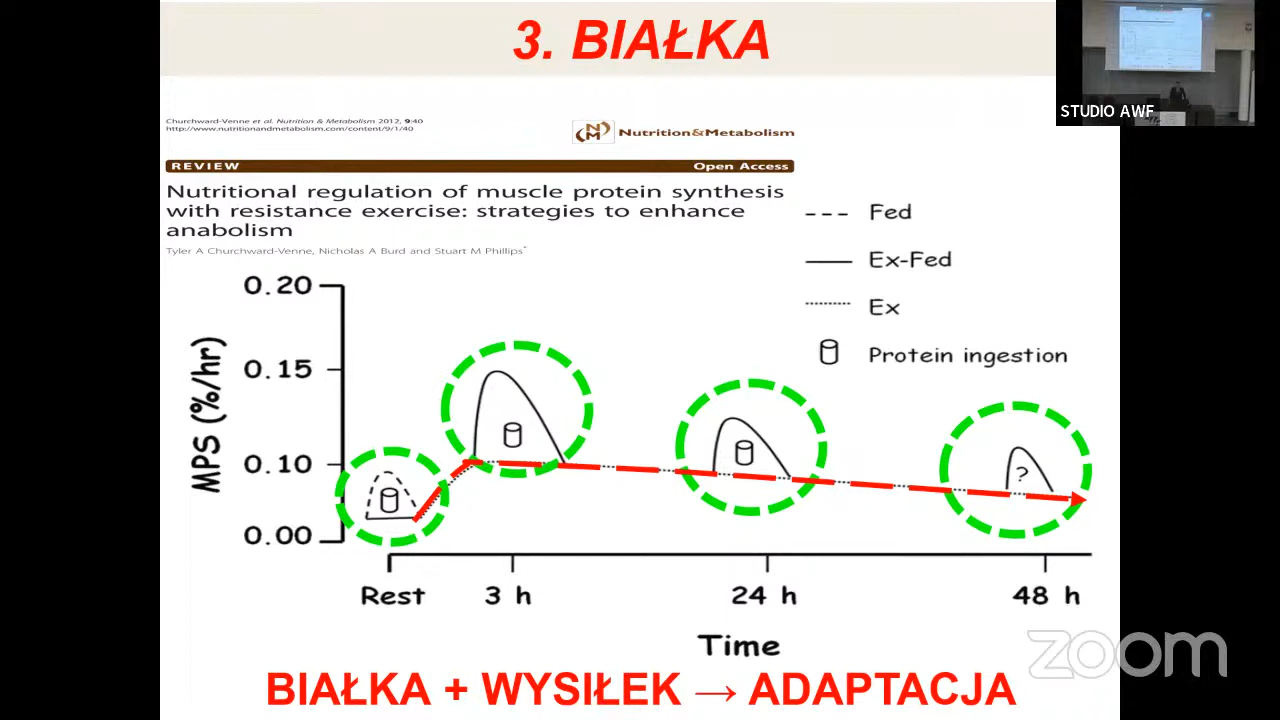 3. BIAŁKA
STUDIO AWF
Churchward-Venne et al. Nutrition & Metabolism 2012, 9:40
http://www.nutritionandmetabolism.com/content/9/1/40
NM
Nutrition&Metabolism
REVIEW
Open Access
Nutritional regulation of muscle protein synthesis
with resistance exercise: strategies to enhance
anabolism
Tyler A Churchward-Venne, Nicholas A Burd and Stuart M Phillips*
Fed
Ex-Fed
Ex
Protein ingestion
MPS (%/hr)
0.20
0.15
0.10
0.00
?
Rest
3 h
24 h
48 h
Time
zoom
BIAŁKA + WYSIŁEK → ADAPTACJA